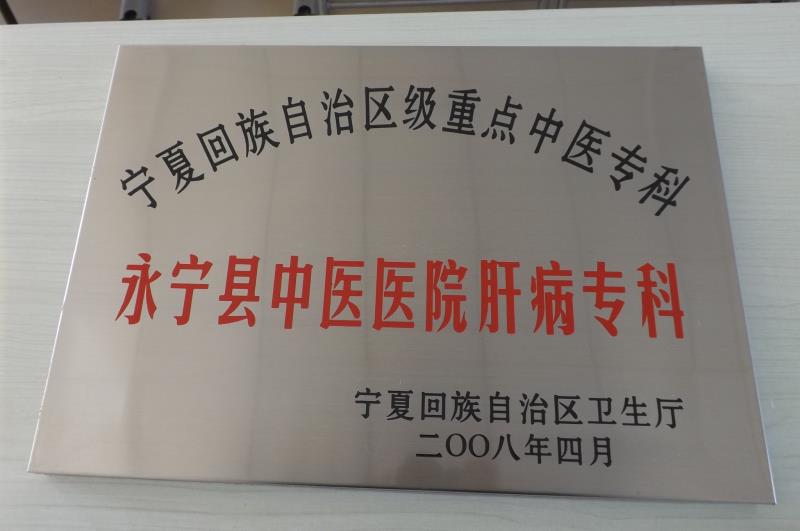 宁夏回族自治区级重点中医专科
永宁县中医医院肝病专科
宁夏回族自治区卫生厅
二〇〇八年四月